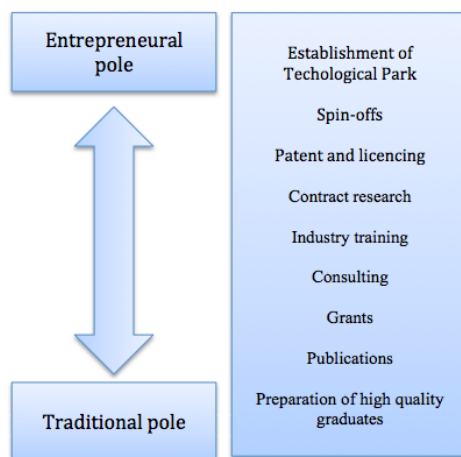 Entrepreneural
pole
Establishment of
Techological Park
Spin-offs
Patent and licencing
Contract research
Industry training
Consulting
Grants
Publications
Preparation of high quality
graduates
Traditional pole